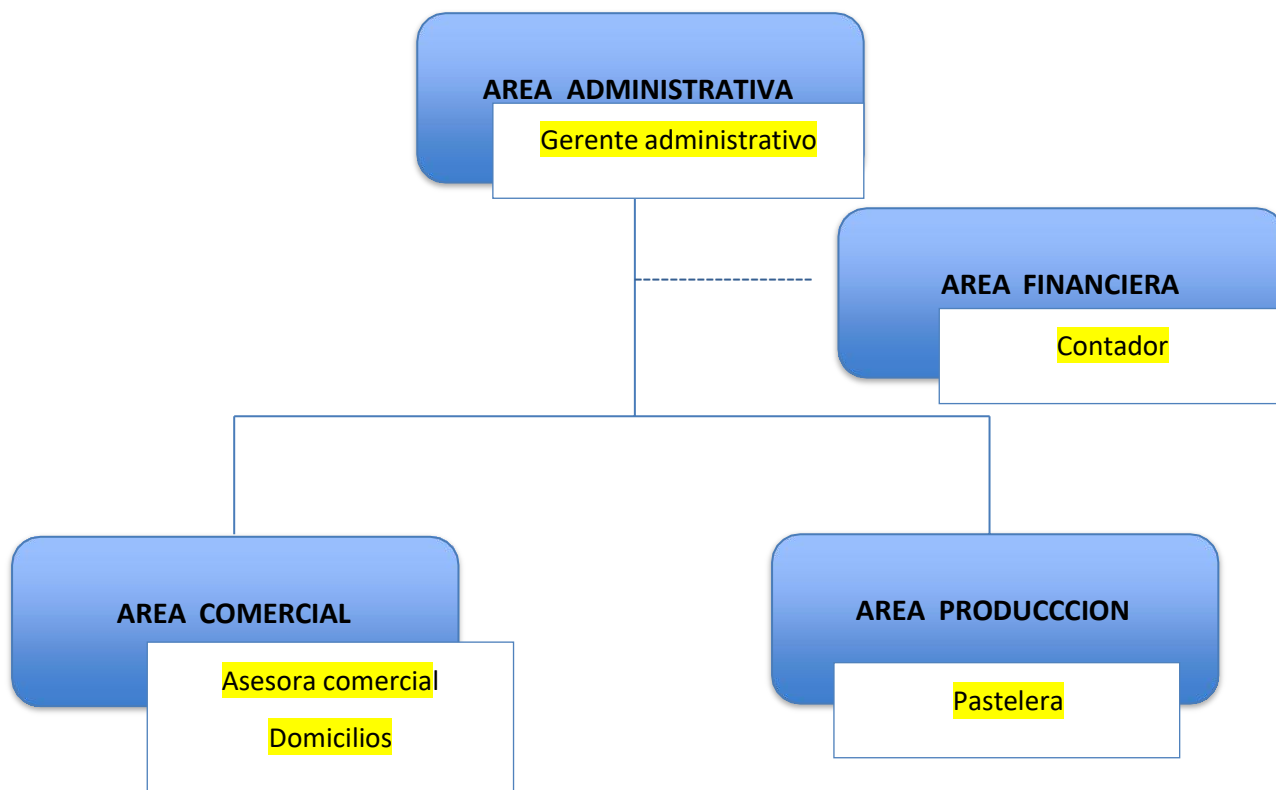 AREA ADMINISTRATIVA
Gerente administrativo
AREA FINANCIERA
Contador
AREA COMERCIAL
Asesora comercial
Domicilios
AREA PRODUCCCION
Pastelera